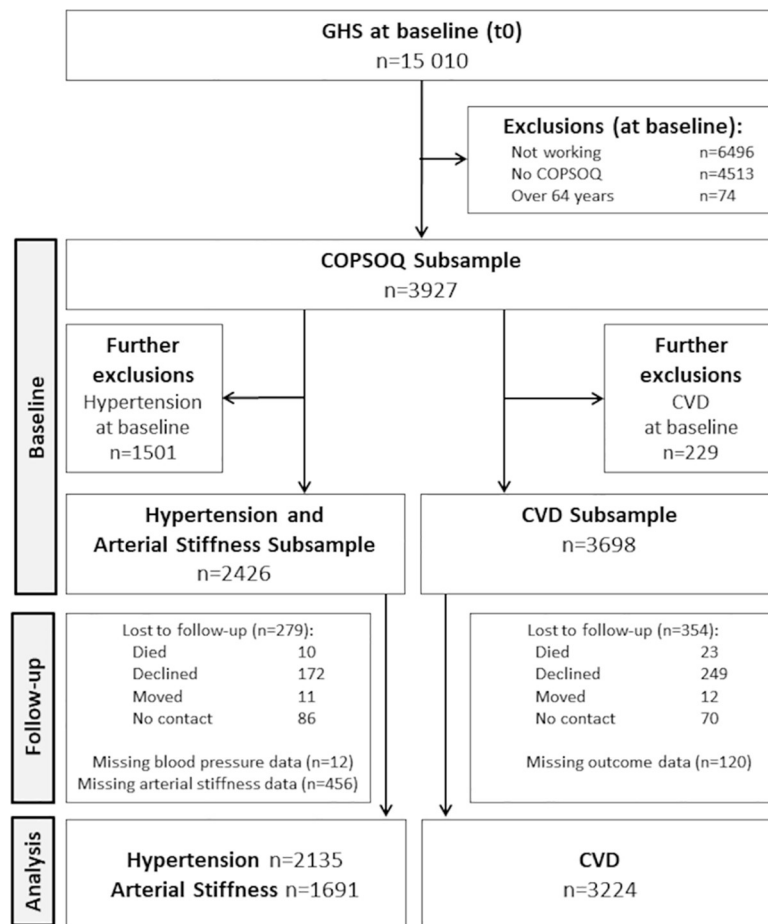 GHS at baseline (t0)
n=15 010
Exclusions (at baseline):
Not working n=6496
No COPSOQ n=4513
Over 64 years n=74
Baseline
COPSOQ Subsample
n=3927
Further
exclusions
Hypertension
at baseline
n=1501
Further
exclusions
CVD
at baseline
n=229
Hypertension and
Arterial Stiffness Subsample
n=2426
CVD Subsample
n=3698
Follow-up
Lost to follow-up (n=279):
Died 10
Declined 172
Moved 11
No contact 86
Missing blood pressure data (n=12)
Missing arterial stiffness data (n=456)
Lost to follow-up (n=354):
Died 23
Declined 249
Moved 12
No contact 70
Missing outcome data (n=120)
Analysis
Hypertension n=2135
Arterial Stiffness n=1691
CVD
n=3224